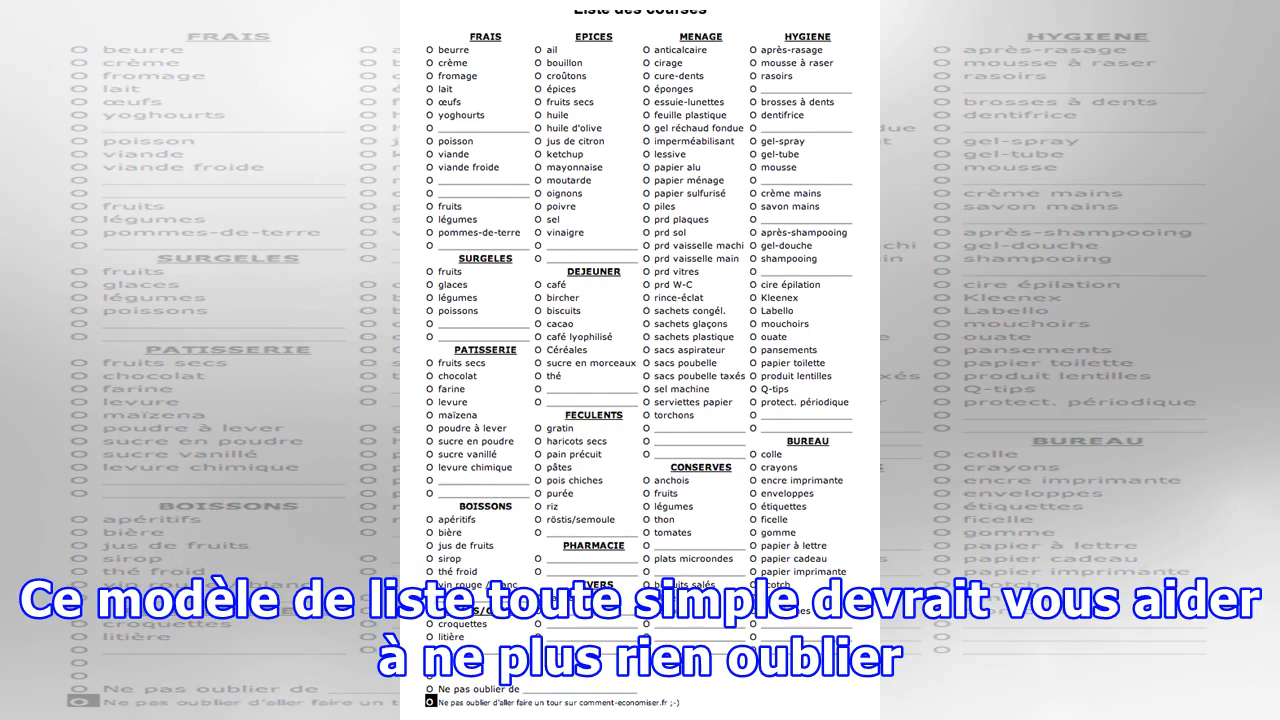 Liste des courses
FRAIS
O beurre
O crème
O fromage
O lait
O œufs
O yoghourts
O
O poisson
O viande
O viande froide
O
O
O fruits
O légumes
O pommes-de-terre
O
SURGELES
O fruits
O glaces
O légumes
O poissons
O
O
PATISSERIE
O fruits secs
O chocolat
O farine
O levure
O maïzena
O poudre à lever
O sucre en poudre
O sucre vanillé
O levure chimique
O
O
BOISSONS
O apéritifs
O bière
O jus de fruits
O sirop
O thé froid
O vin rouge / blanc
O croquettes
O litière
O
O
O
O Ne pas oublier de
O Ne pas oublier d'aller faire un tour sur comment-economiser.fr ;-)
EPICES
O ail
O bouillon
O croûtons
O épices
O fruits secs
O huile
O huile d'olive
O jus de citron
O ketchup
O mayonnaise
O moutarde
O oignons
O poivre
O sel
O vinaigre
O
O
DEJEUNER
O café
O bircher
O biscuits
O cacao
O café lyophilisé
O Céréales
O sucre en morceaux
O thé
O
O
FECULENTS
O gratin
O haricots secs
O pain précuit
O pâtes
O pois chiches
O purée
O riz
O röstis/semoule
O
PHARMACIE
O
O
MENAGE
O anticalcaire
O cirage
O cure-dents
O éponges
O essuie-lunettes
O feuille plastique
O gel réchaud fondue
O imperméabilisant
O lessive
O papier alu
O papier ménage
O papier sulfurisé
O piles
O prd plaques
O prd sol
O prd vaisselle machi
O prd vaisselle main
O prd vitres
O prd W-C
O rince-éclat
O sachets congél.
O sachets glaçons
O sachets plastique
O sacs aspirateur
O sacs poubelle
O sacs poubelle taxés
O sel machine
O serviettes papier
O torchons
O
O
O
CONSERVES
O anchois
O fruits
O légumes
O thon
O tomates
O
O plats microondes
O
O biscuits salés
HYGIENE
O après-rasage
O mousse à raser
O rasoirs
O
O brosses à dents
O dentifrice
O
O gel-spray
O gel-tube
O mousse
O
O crème mains
O savon mains
O
O après-shampooing
O gel-douche
O shampooing
O
O cire épilation
O Kleenex
O Labello
O mouchoirs
O ouate
O pansements
O papier toilette
O produit lentilles
O Q-tips
O protect. périodique
O
O
BUREAU
O colle
O crayons
O encre imprimante
O enveloppes
O étiquettes
O ficelle
O gomme
O papier à lettre
O papier cadeau
O papier imprimante
O scotch
Ce modèle de liste toute simple devrait vous aider
à ne plus rien oublier